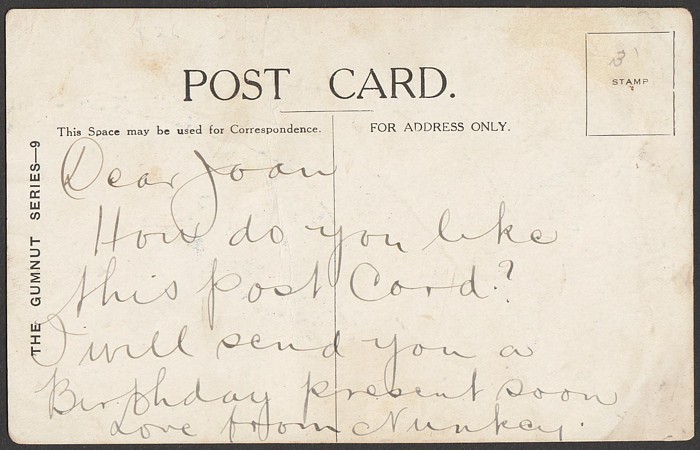 POST CARD.
STAMP
This Space may be used for Correspondence.
FOR ADDRESS ONLY.
THE GUMNUT SERIES—9
Dear Joan
How do you like
this post Card?
I will send you a
Birthday present soon
Love from Nunkey.